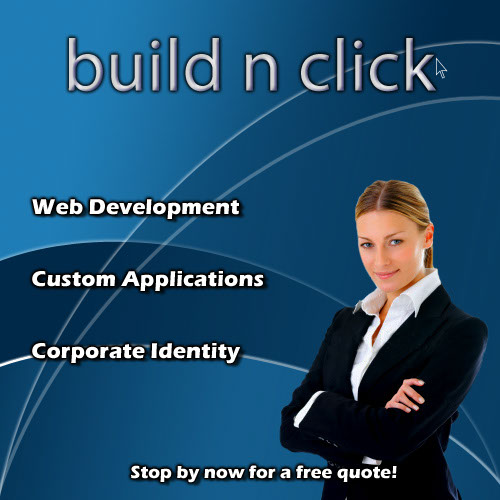 build n click
Web Development
Custom Applications
Corporate Identity
Stop by now for a free quote!